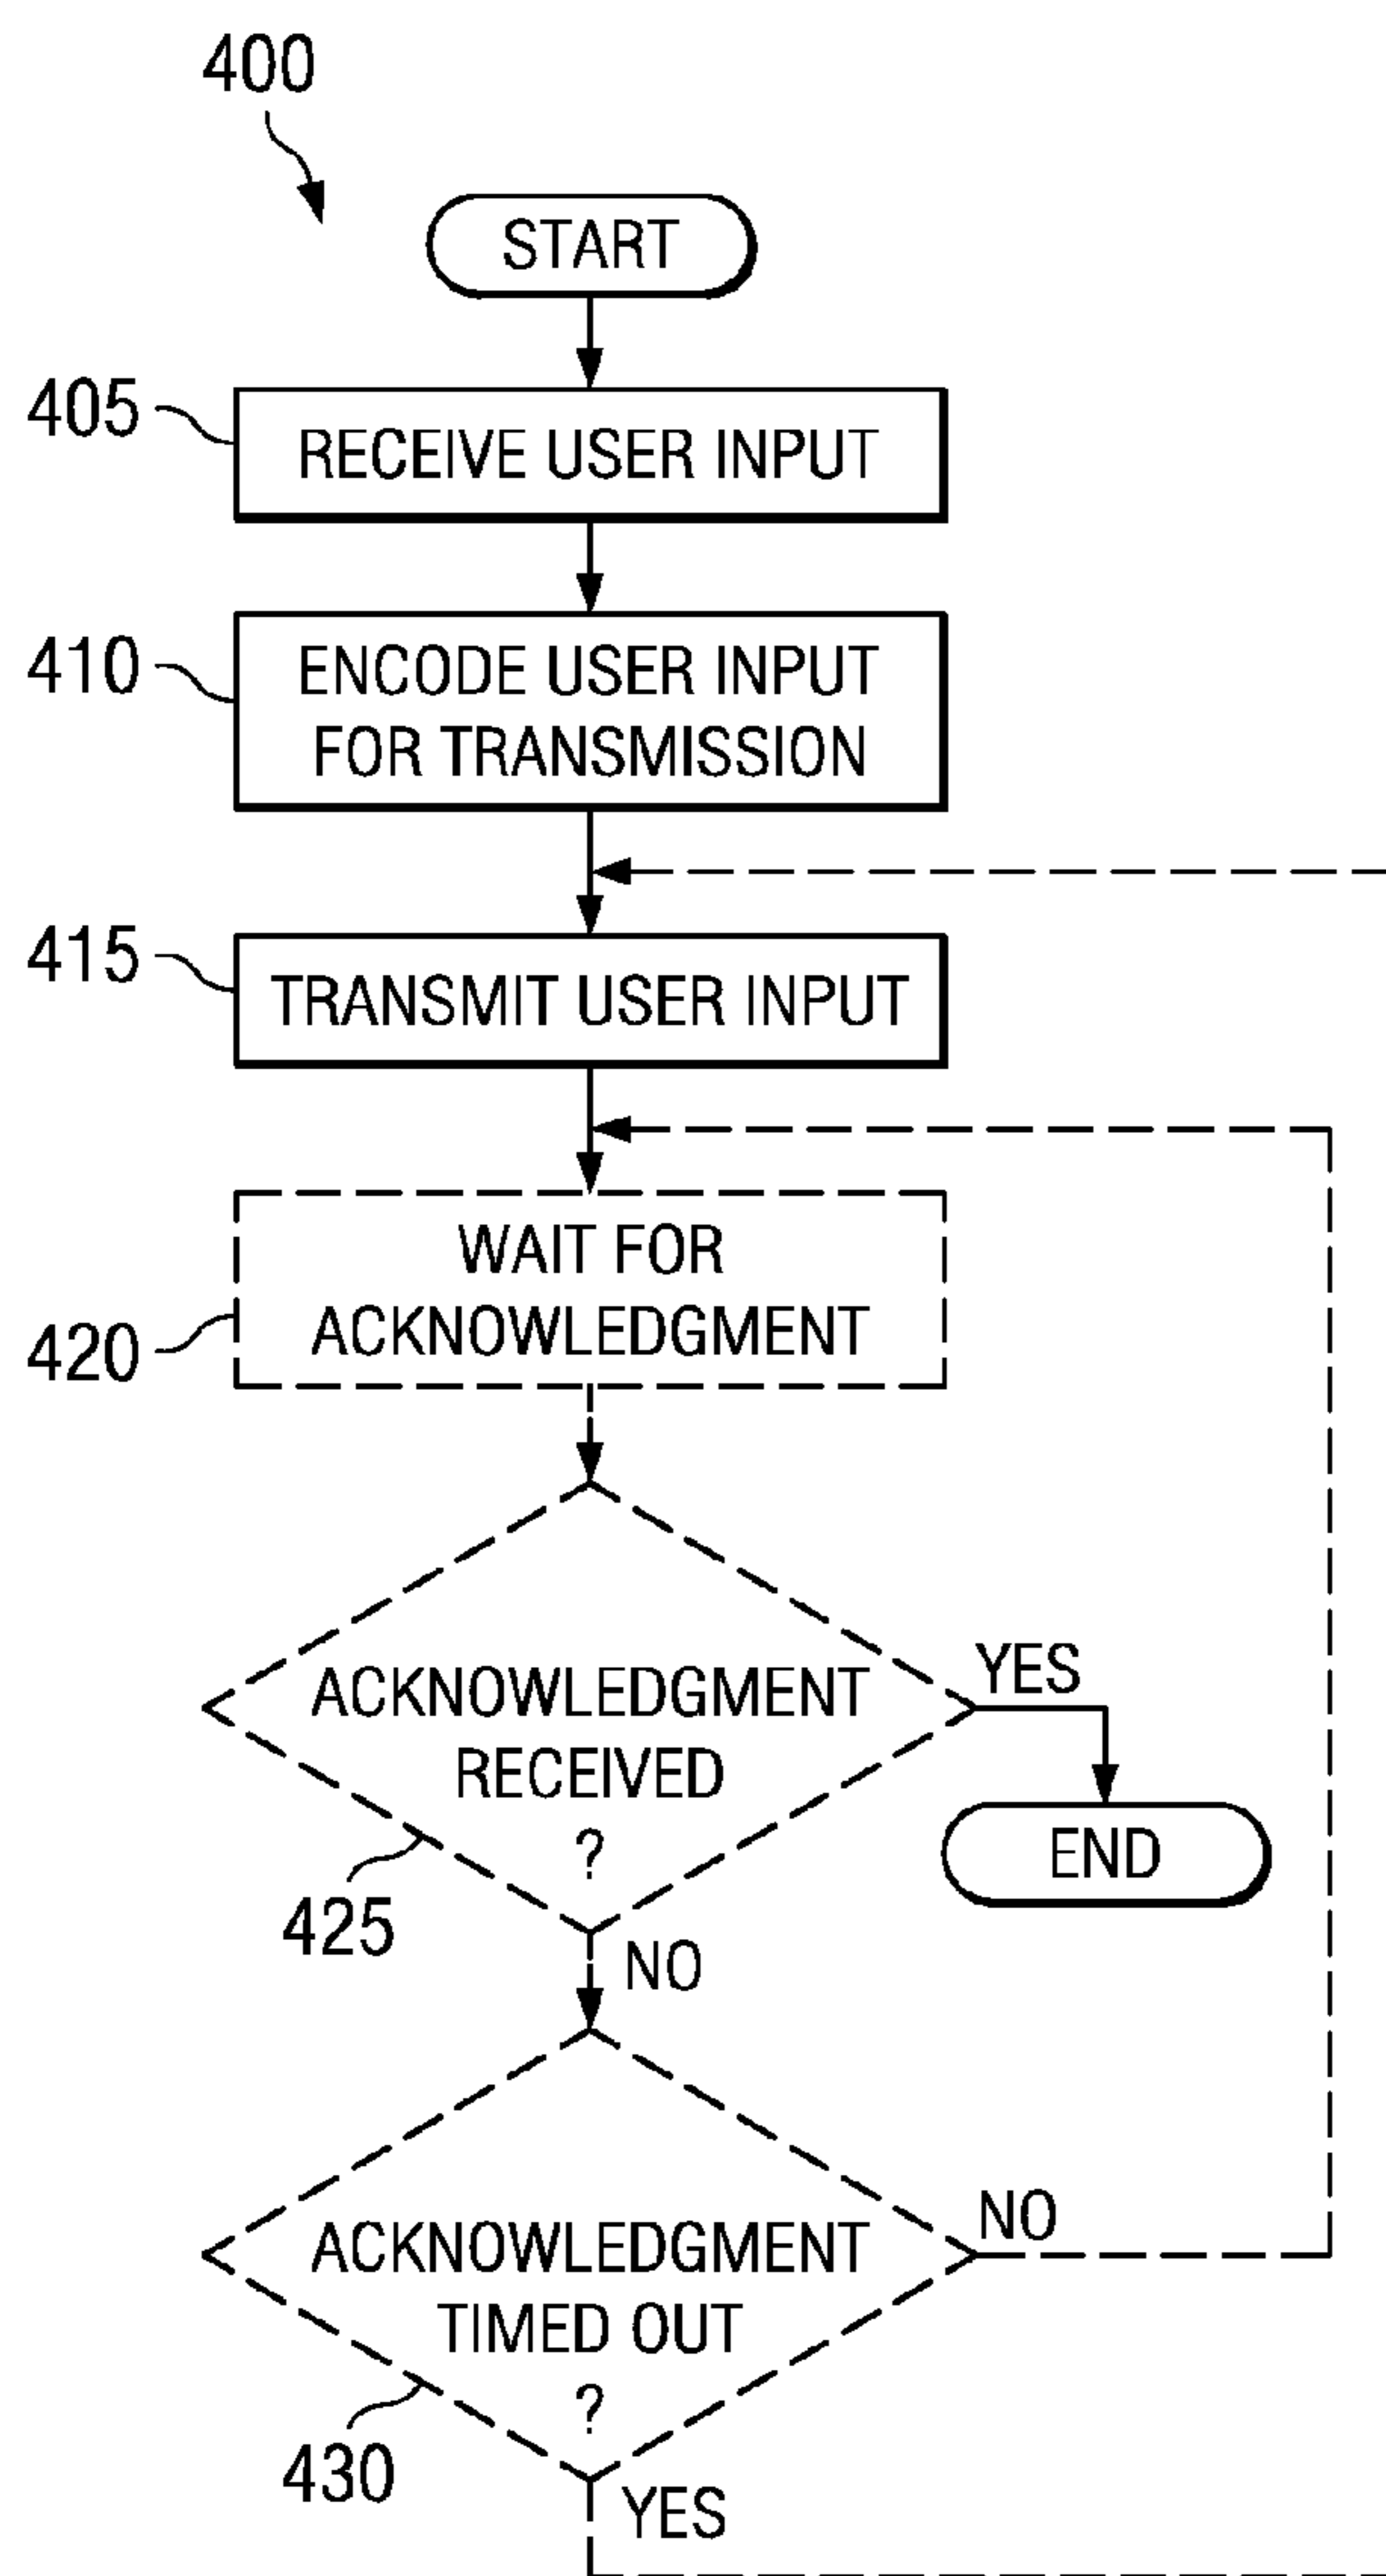 400
START
405
RECEIVE USER INPUT
410
ENCODE USER INPUT
FOR TRANSMISSION
415
TRANSMIT USER INPUT
WAIT FOR
ACKNOWLEDGMENT
420
ACKNOWLEDGMENT
RECEIVED
?
YES
END
425
NO
ACKNOWLEDGMENT
TIMED OUT
?
NO
430
YES